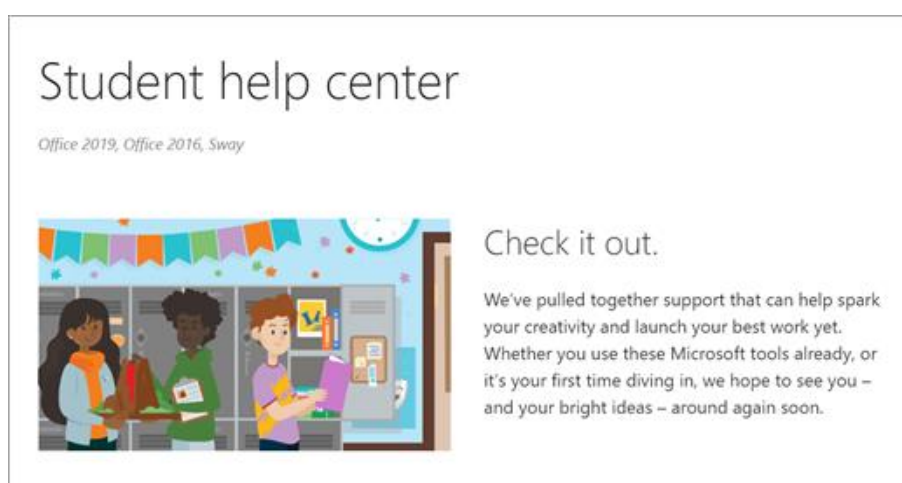 Student help center
Office 2019, Office 2016, Sway
Check it out.
We've pulled together support that can help spark
your creativity and launch your best work yet.
Whether you use these Microsoft tools already, or
it's your first time diving in, we hope to see you –
and your bright ideas – around again soon.